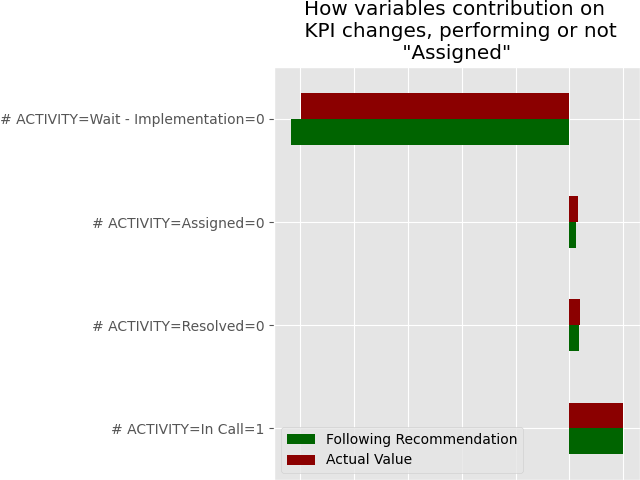 How variables contribution on
KPI changes, performing or not
"Assigned"
# ACTIVITY=Wait - Implementation=0
# ACTIVITY=Assigned=0
# ACTIVITY=Resolved=0
# ACTIVITY=In Call=1
Following Recommendation
Actual Value